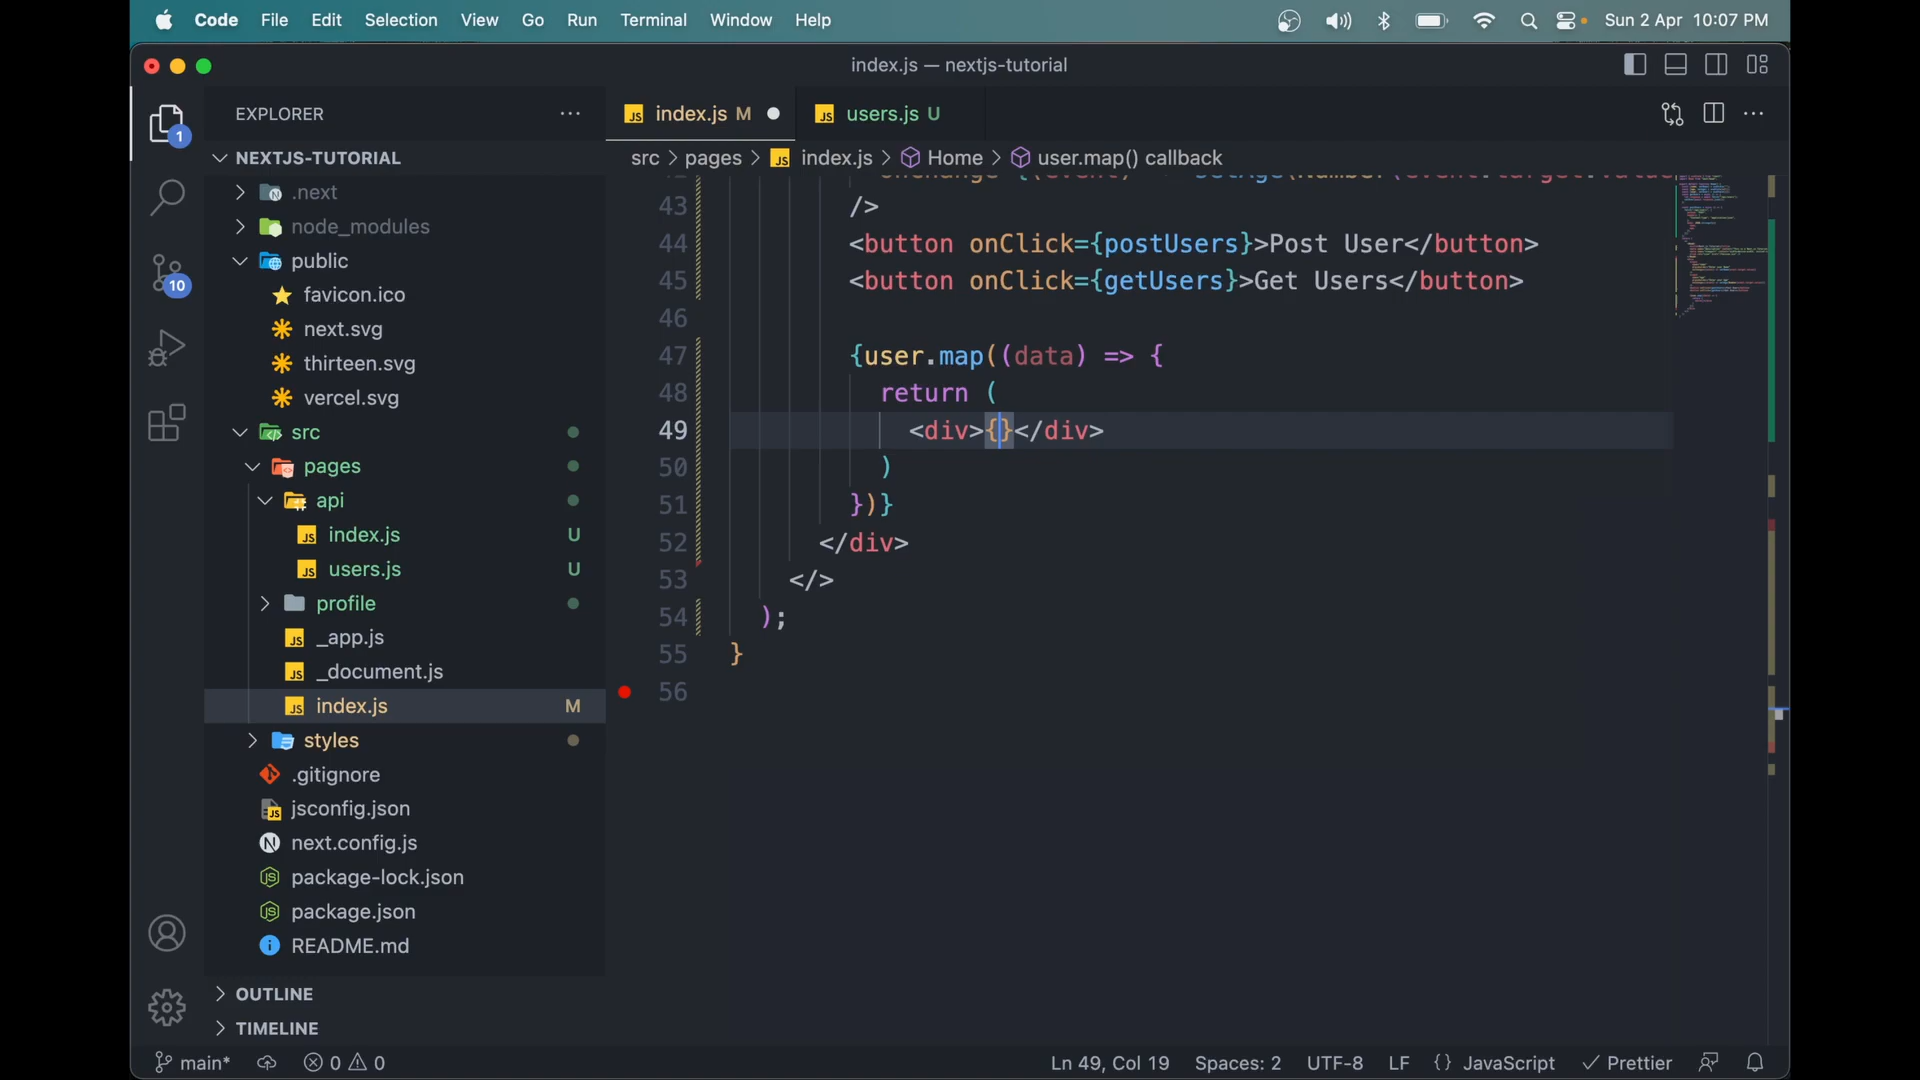 Code File Edit Selection View Go Run Terminal Window Help Sun 2 Apr 10:07 PM
index.js — nextjs-tutorial
EXPLORER
1
10
NEXTJS-TUTORIAL
.next
node_modules
public
favicon.ico
next.svg
thirteen.svg
vercel.svg
src
pages
api
index.js U
users.js U
profile
_app.js
_document.js
index.js M
styles
.gitignore
jsconfig.json
next.config.js
package-lock.json
package.json
README.md
OUTLINE
TIMELINE
index.js M users.js U
src > pages > index.js > Home > user.map() callback
43 />
44 <button onClick={postUsers}>Post User</button>
45 <button onClick={getUsers}>Get Users</button>
46
47 {user.map((data) => {
48 return (
49 <div>{}</div>
50 )
51 })}
52 </div>
53 </>
54 );
55 }
56
main* 0 0 Ln 49, Col 19 Spaces: 2 UTF-8 LF {} JavaScript Prettier